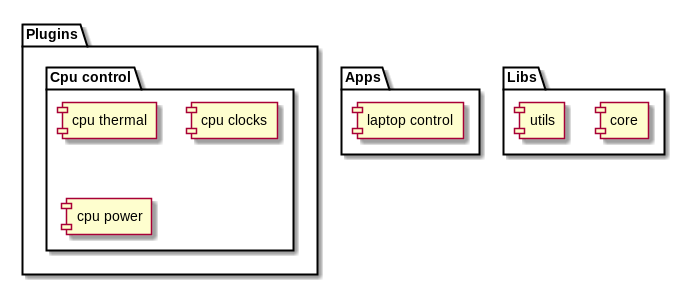 Plugins
Cpu control
cpu thermal
cpu clocks
cpu power
Apps
laptop control
Libs
utils
core